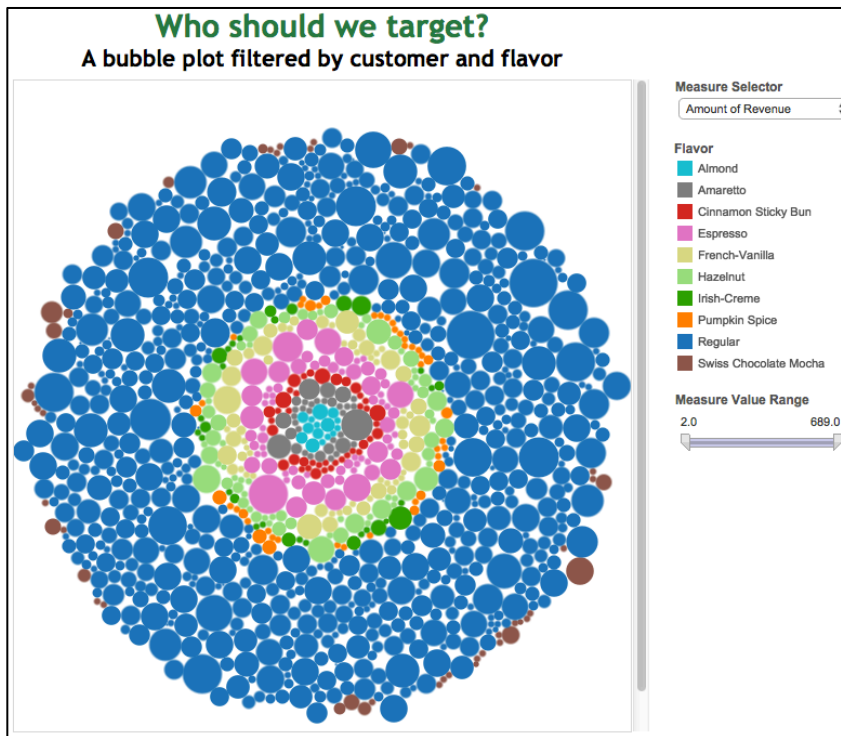 Who should we target?
A bubble plot filtered by customer and flavor
Measure Selector
Amount of Revenue
Flavor
Almond
Amaretto
Cinnamon Sticky Bun
Espresso
French-Vanilla
Hazelnut
Irish-Creme
Pumpkin Spice
Regular
Swiss Chocolate Mocha
Measure Value Range
2.0 689.0